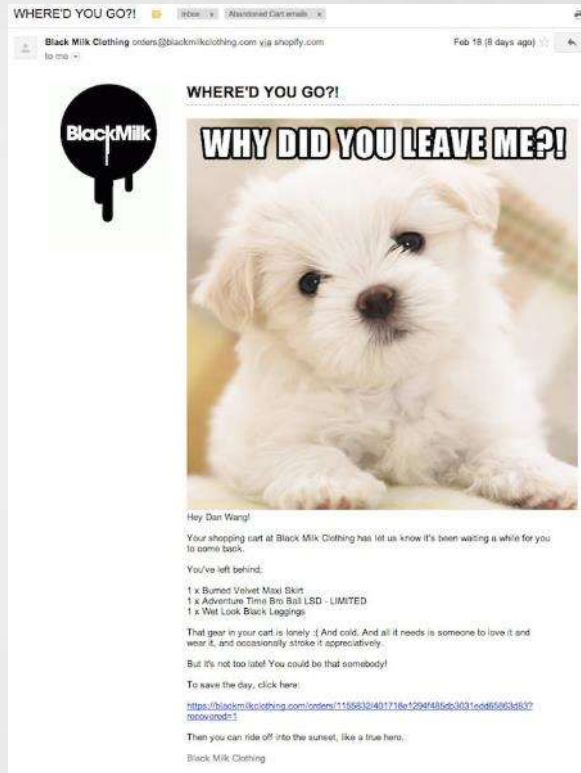 WHERE'D YOU GO?!
Inbox x
Abandoned Cart emails x
Black Milk Clothing orders@blackmilkclothing.com via shopify.com
Feb 18 (8 days ago)
to me
BlackMilk
WHERE'D YOU GO?!
WHY DID YOU LEAVE ME?!
Hey Dan Wang!
Your shopping cart at Black Milk Clothing has let us know it's been waiting a while for you
to come back.
You've left behind:
1 x Burned Velvet Maxi Skirt
1 x Adventure Time Bro Ball LSD - LIMITED
1 x Wet Look Black Leggings
That gear in your cart is lonely :( And cold. And all it needs is someone to love it and
wear it, and occasionally stroke it appreciatively.
But it's not too late! You could be that somebody!
To save the day, click here:
Then you can ride off into the sunset, like a true hero.
Black Milk Clothing